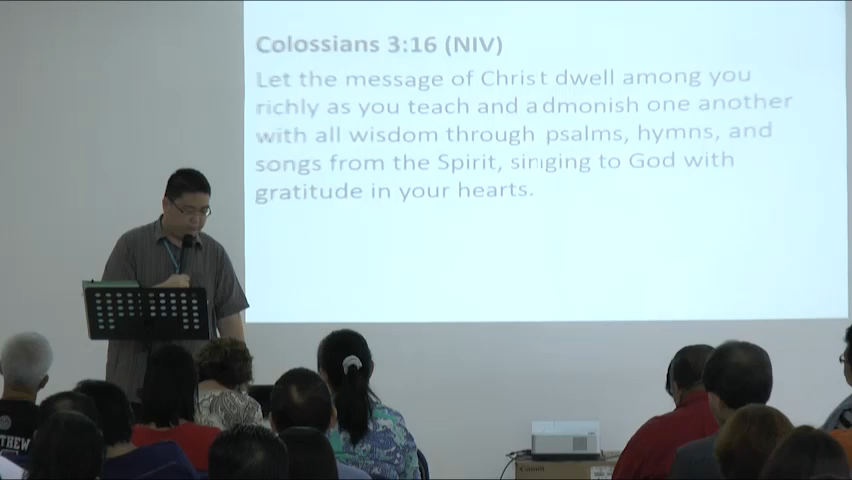 Colossians 3:16 (NIV)
Let the message of Christ dwell among you
richly as you teach and admonish one another
with all wisdom through psalms, hymns, and
songs from the Spirit, singing to God with
gratitude in your hearts.
THEW
Canon